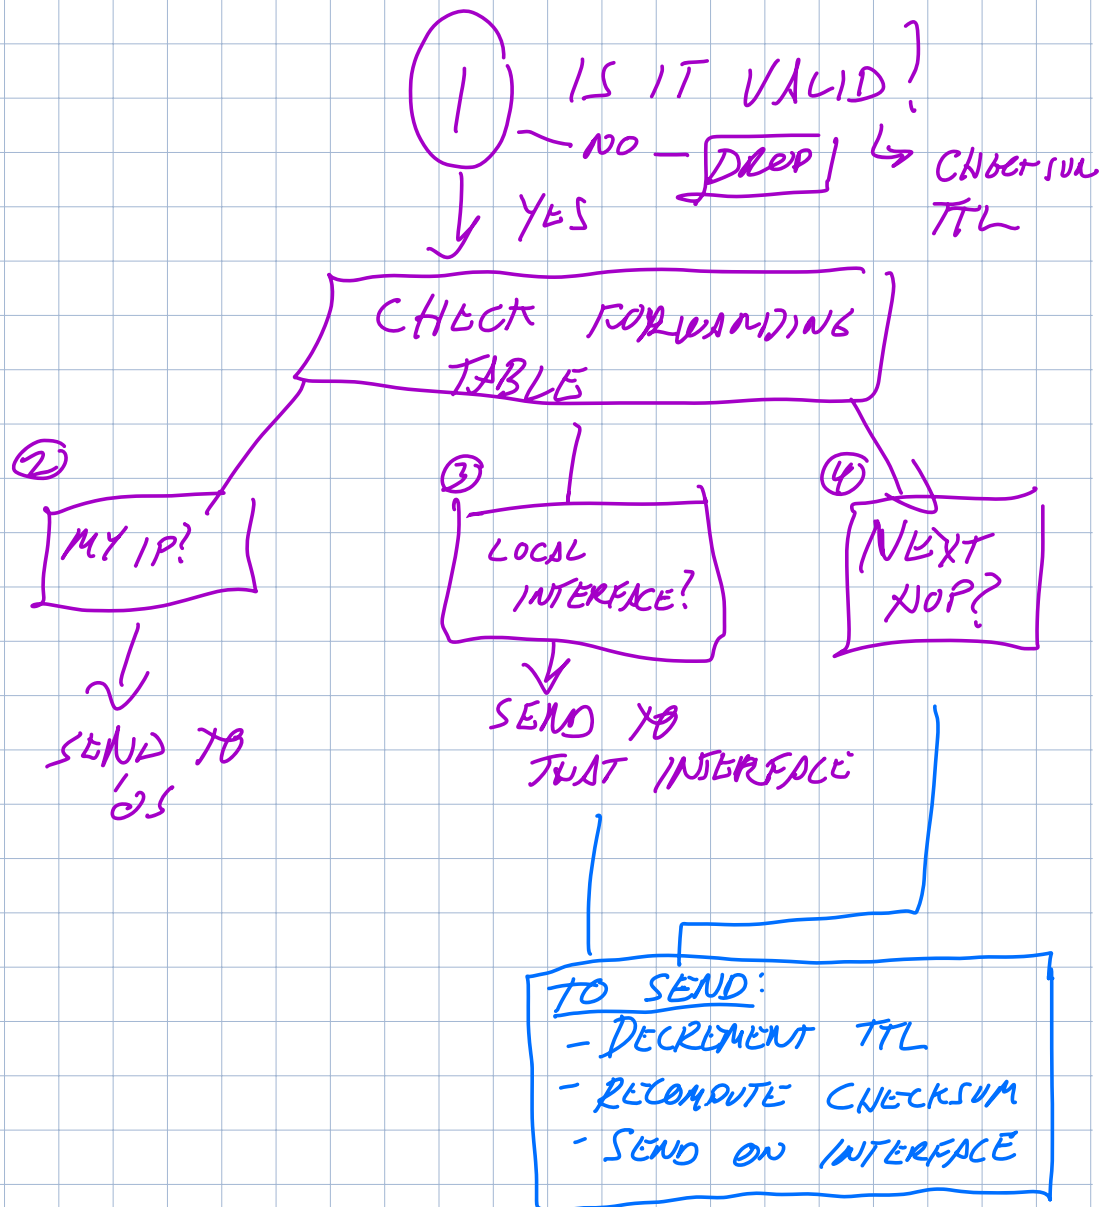 1 IS IT VALID?
NO DROP
CHECKSUM
TTL
YES
CHECK FORWARDING
TABLE
2
MY IP?
SEND TO
OS
3
LOCAL
INTERFACE?
SEND TO
THAT INTERFACE
4
NEXT
HOP?
TO SEND:
- DECREMENT TTL
- RECOMPUTE CHECKSUM
- SEND ON INTERFACE